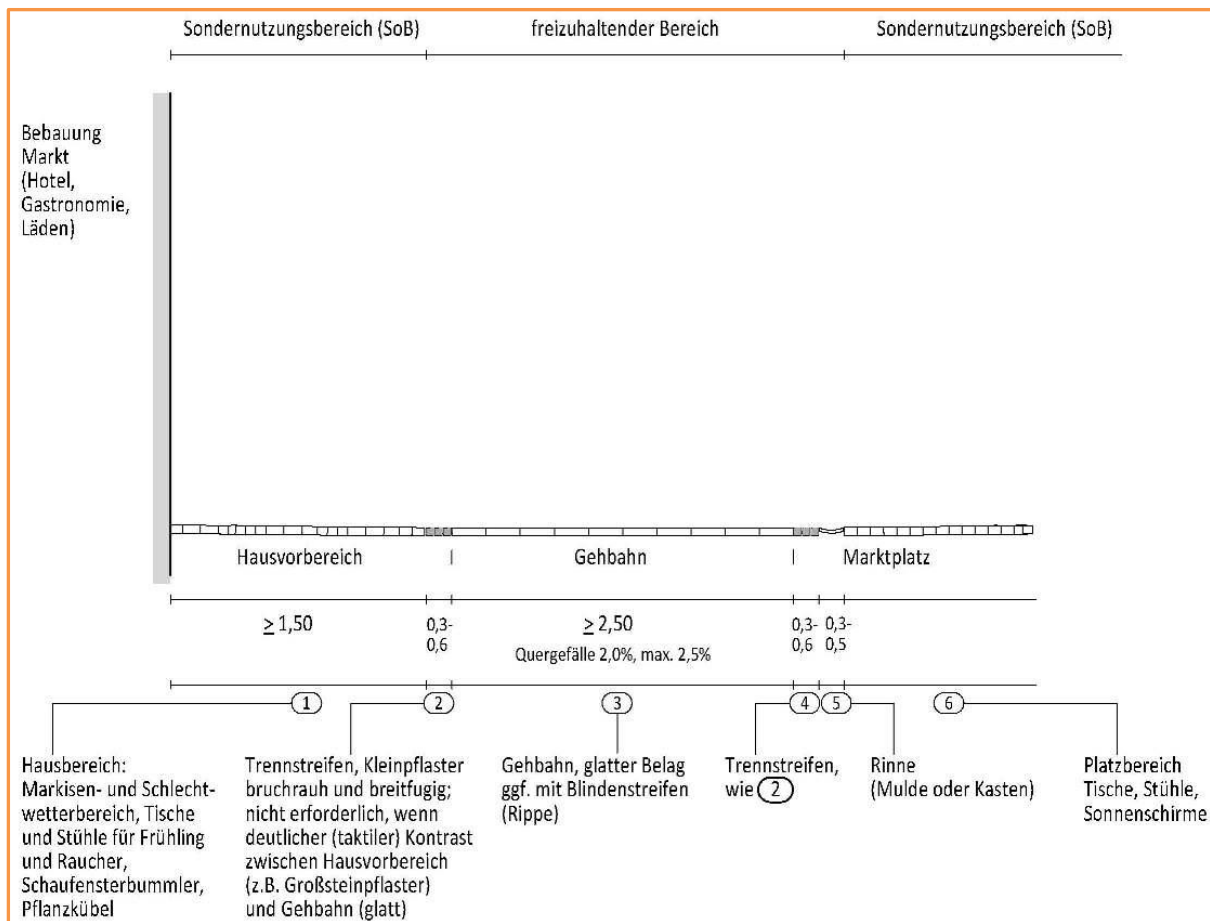 Sondernutzungsbereich (SoB) freizuhaltender Bereich Sondernutzungsbereich (SoB)
Bebauung
Markt
(Hotel,
Gastronomie,
Läden)
Hausvorbereich Gehbahn Marktplatz
≥ 1,50 0,3- ≥ 2,50 0,3- 0,3-
0,6 Quergefälle 2,0%, max. 2,5% 0,6 0,5
1 2 3 4 5 6
Hausbereich:
Markisen- und Schlecht-
wetterbereich, Tische
und Stühle für Frühling
und Raucher,
Schaufensterbummler,
Pflanzkübel
Trennstreifen, Kleinpflaster
bruchrauh und breitfugig;
nicht erforderlich, wenn
deutlicher (taktiler) Kontrast
zwischen Hausvorbereich
(z.B. Großsteinpflaster)
und Gehbahn (glatt)
Gehbahn, glatter Belag
ggf. mit Blindenstreifen
(Rippe)
Trennstreifen,
wie 2
Rinne
(Mulde oder Kasten)
Platzbereich
Tische, Stühle,
Sonnenschirme